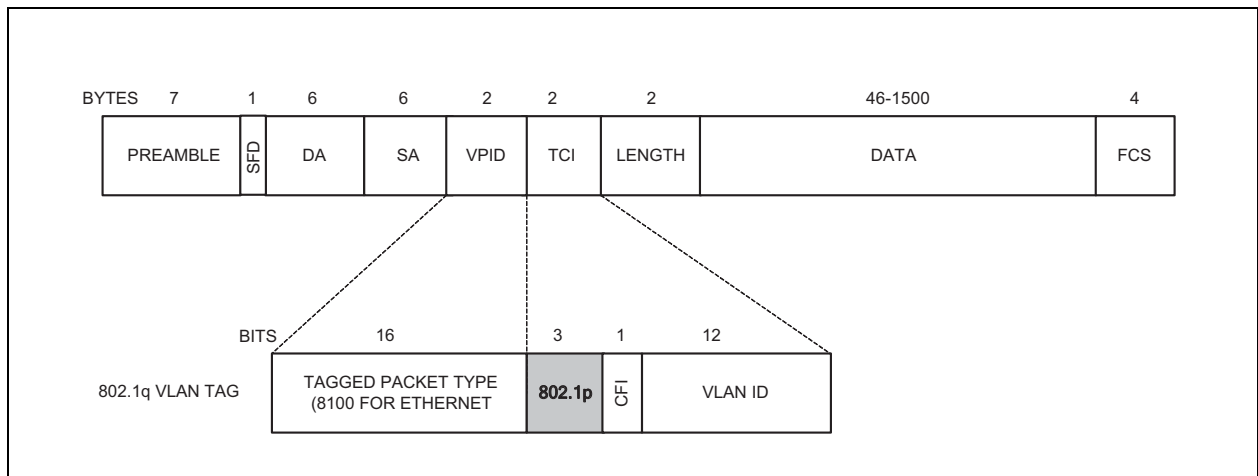 BYTES 7 1 6 6 2 2 2 46-1500 4
PREAMBLE SFD DA SA VPID TCI LENGTH DATA FCS
BITS 16 3 1 12
802.1q VLAN TAG
TAGGED PACKET TYPE
(8100 FOR ETHERNET
802.1p CFI VLAN ID